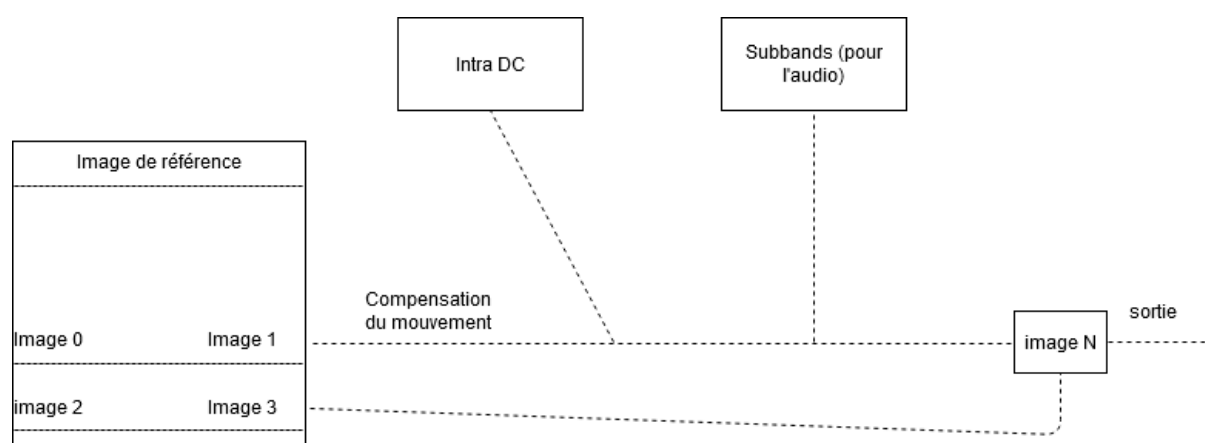 Intra DC
Subbands (pour
l'audio)
Image de référence
Compensation
du mouvement
Image 0 Image 1
image N
sortie
image 2 Image 3